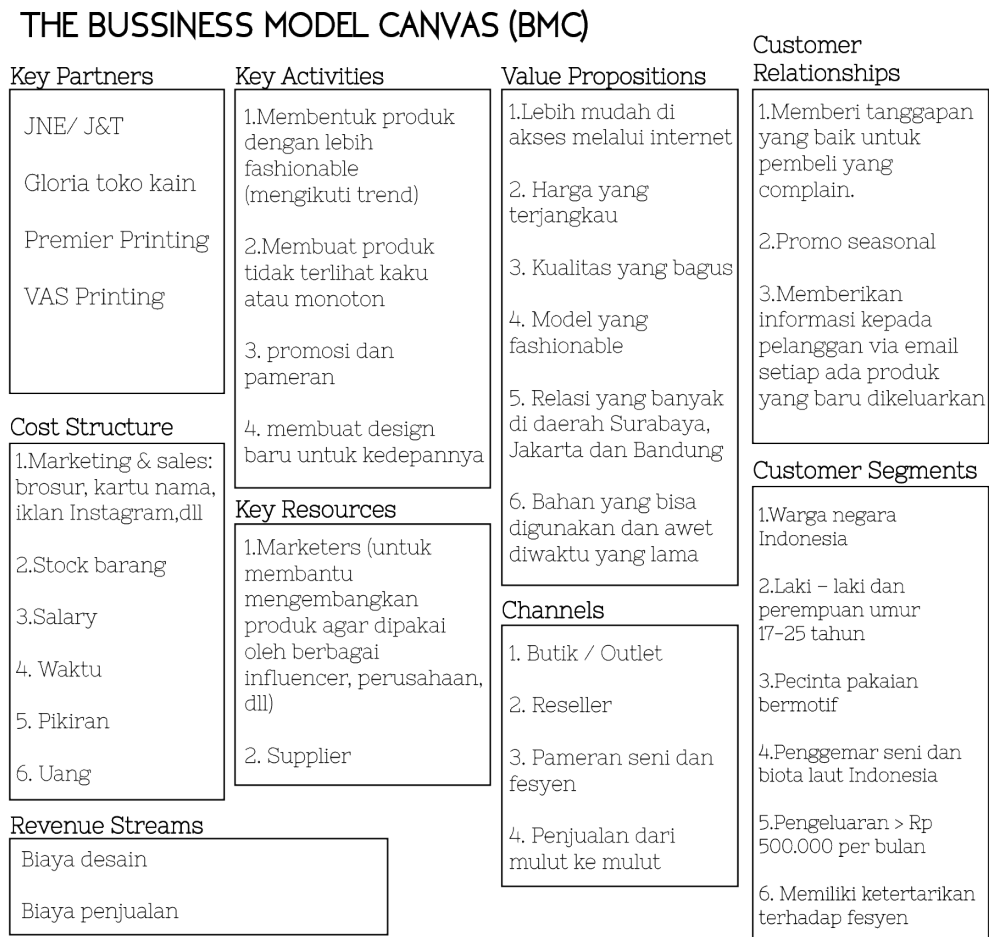 THE BUSSINESS MODEL CANVAS (BMC)
Key Partners
JNE/ J&T
Gloria toko kain
Premier Printing
VAS Printing
Cost Structure
1.Marketing & sales:
brosur, kartu nama,
iklan Instagram,dll
2.Stock barang
3.Salary
4. Waktu
5. Pikiran
6. Uang
Revenue Streams
Biaya desain
Biaya penjualan
Key Activities
1.Membentuk produk
dengan lebih
fashionable
(mengikuti trend)
2.Membuat produk
tidak terlihat kaku
atau monoton
3. promosi dan
pameran
4. membuat design
baru untuk kedepannya
Key Resources
1.Marketers (untuk
membantu
mengembangkan
produk agar dipakai
oleh berbagai
influencer, perusahaan,
dll)
2. Supplier
Value Propositions
1.Lebih mudah di
akses melalui internet
2. Harga yang
terjangkau
3. Kualitas yang bagus
4. Model yang
fashionable
5. Relasi yang banyak
di daerah Surabaya,
Jakarta dan Bandung
6. Bahan yang bisa
digunakan dan awet
diwaktu yang lama
Channels
1. Butik / Outlet
2. Reseller
3. Pameran seni dan
fesyen
4. Penjualan dari
mulut ke mulut
Customer
Relationships
1.Memberi tanggapan
yang baik untuk
pembeli yang
complain.
2.Promo seasonal
3.Memberikan
informasi kepada
pelanggan via email
setiap ada produk
yang baru dikeluarkan
Customer Segments
1.Warga negara
Indonesia
2.Laki – laki dan
perempuan umur
17-25 tahun
3.Pecinta pakaian
bermotif
4.Penggemar seni dan
biota laut Indonesia
5.Pengeluaran > Rp
500.000 per bulan
6. Memiliki ketertarikan
terhadap fesyen